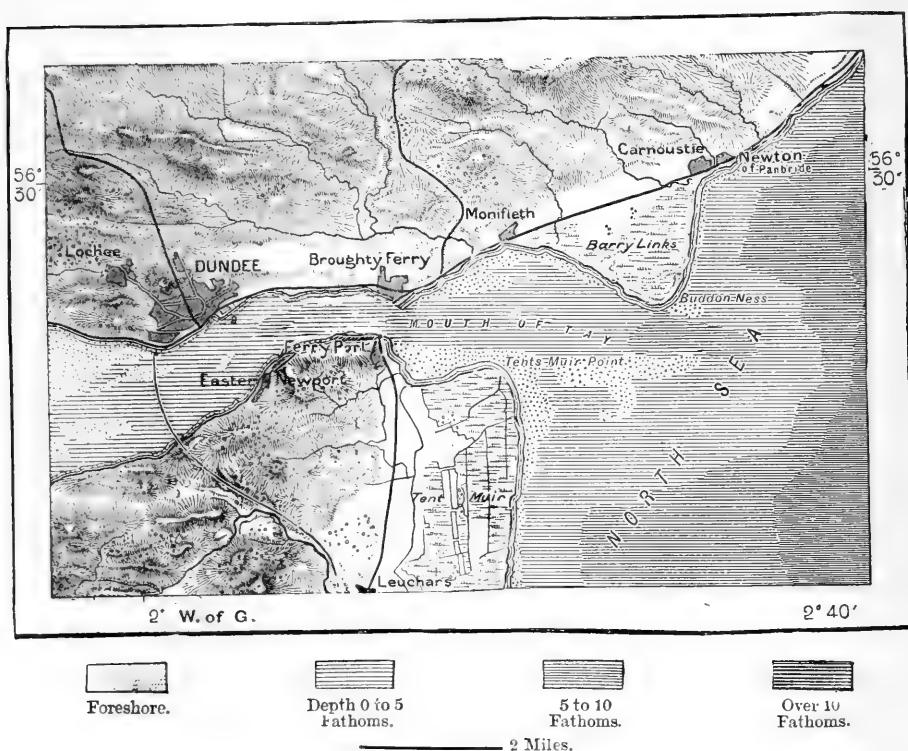 56°
30'
56°
30'
Carnoustie
Newton
of Panbride
Monifieth
Barry Links
Lochee
DUNDEE
Broughty Ferry
Buddon Ness
MOUTH OF TAY
Ferry Port
Tents Muir Point
Eastern Newport
NORTH SEA
Tent Muir
Leuchars
2° W. of G.
2° 40'
Foreshore.
Depth 0 to 5
Fathoms.
5 to 10
Fathoms.
Over 10
Fathoms.
2 Miles.